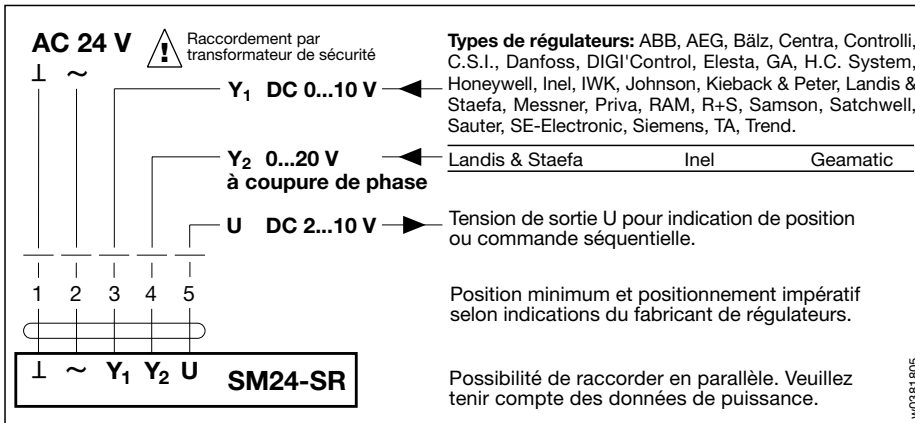 AC 24 V
⊥ ~
Raccordement par
transformateur de sécurité
Y1 DC 0...10 V
Types de régulateurs: ABB, AEG, Bälz, Centra, Controlli,
C.S.I., Danfoss, DIGI'Control, Elesta, GA, H.C. System,
Honeywell, Inel, IWK, Johnson, Kieback & Peter, Landis &
Staefa, Messner, Priva, RAM, R+S, Samson, Satchwell,
Sauter, SE-Electronic, Siemens, TA, Trend.
Y2 0...20 V
à coupure de phase
Landis & Staefa Inel Geamatic
U DC 2...10 V
Tension de sortie U pour indication de position
ou commande séquentielle.
1 2 3 4 5
Position minimum et positionnement impératif
selon indications du fabricant de régulateurs.
⊥ ~ Y1 Y2 U
SM24-SR
Possibilité de raccorder en parallèle. Veuillez
tenir compte des données de puissance.
w0381805